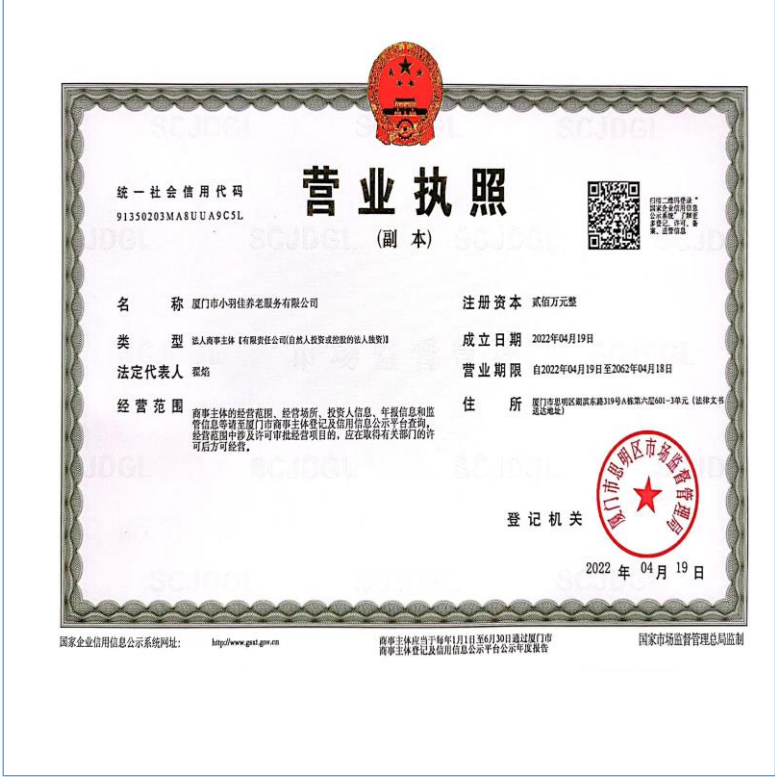 统一社会信用代码
91350203MA8UUA9C5L
营业执照
(副 本)
扫描二维码登录“
国家企业信用信息
公示系统”了解更
多登记、许可、备
案、监管信息
名 称 厦门市小羽佳养老服务有限公司
类 型 法人商事主体【有限责任公司(自然人投资或控股的法人独资)】
法定代表人 翟焰
经营范围 商事主体的经营范围、经营场所、投资人信息、年报信息和监
管信息等请至厦门市商事主体登记及信用信息公示平台查询。
经营范围中涉及许可审批经营项目的,应在取得有关部门的许
可后方可经营。
注册资本 贰佰万元整
成立日期 2022年04月19日
营业期限 自2022年04月19日至2062年04月18日
住 所 厦门市思明区湖滨东路319号A栋第六层601-3单元(法律文书
送达地址)
登记机关
厦门市思明区市场监督管理局
2022 年 04 月 19 日
国家企业信用信息公示系统网址: http://www.gsxt.gov.cn
商事主体应当于每年1月1日至6月30日通过厦门市
商事主体登记及信用信息公示平台公示年度报告
国家市场监督管理总局监制
SCJDGL